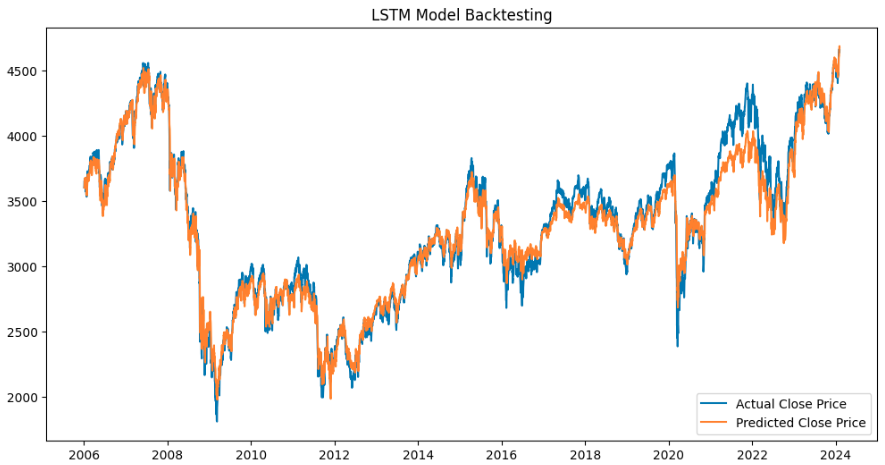 LSTM Model Backtesting
4500
4000
3500
3000
2500
2000
Actual Close Price
Predicted Close Price
2006 2008 2010 2012 2014 2016 2018 2020 2022 2024